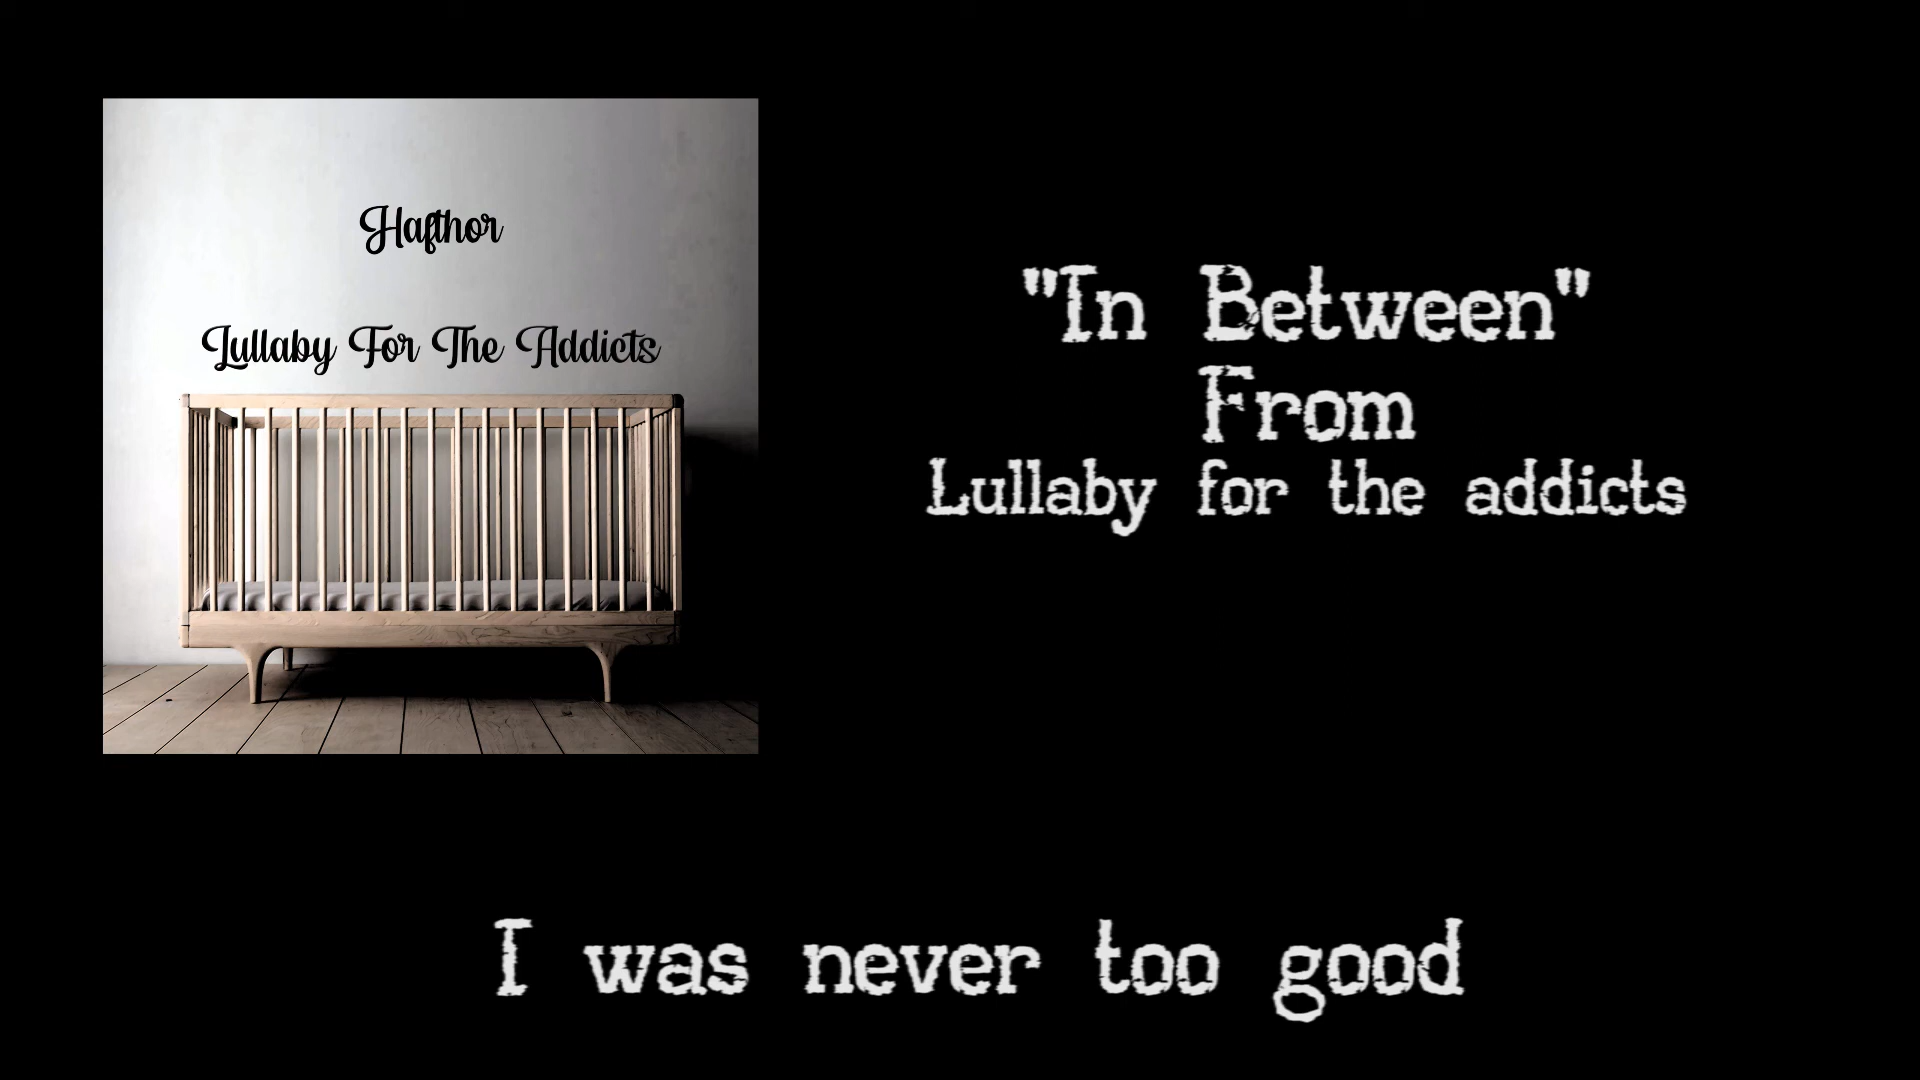 Hafthor
Lullaby For The Addicts
"In Between"
From
Lullaby for the addicts
I was never too good